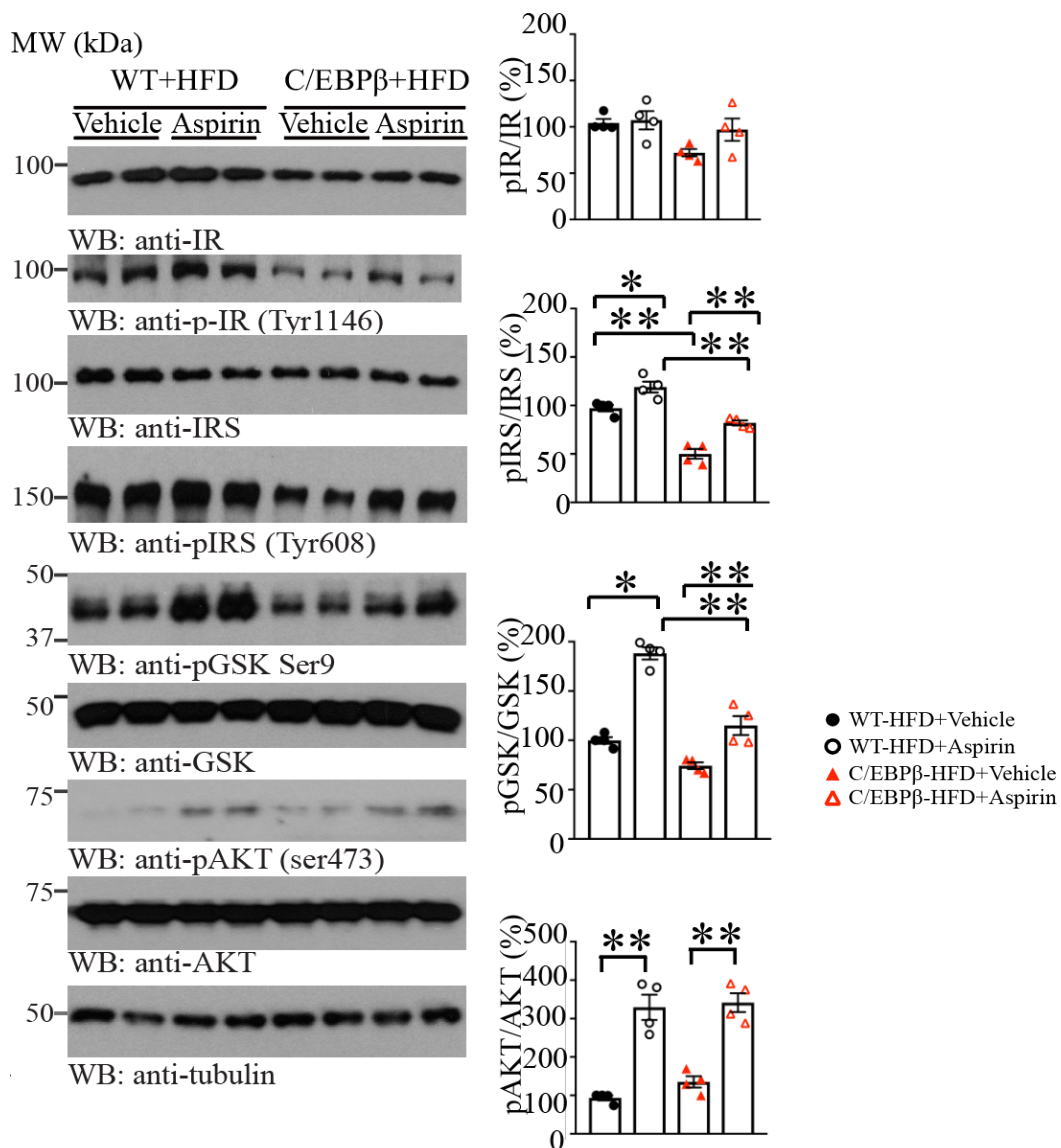 MW (kDa)
WT+HFD C/EBPβ+HFD
Vehicle Aspirin Vehicle Aspirin
100
WB: anti-IR
100
WB: anti-p-IR (Tyr1146)
100
WB: anti-IRS
150
WB: anti-pIRS (Tyr608)
50
37
WB: anti-pGSK Ser9
50
WB: anti-GSK
75
WB: anti-pAKT (ser473)
75
WB: anti-AKT
50
WB: anti-tubulin
pIR/IR (%)
200
150
100
50
0
pIRS/IRS (%)
200
150
100
50
0
*
**
**
**
pGSK/GSK (%)
200
150
100
50
0
*
**
**
pAKT/AKT (%)
500
400
300
200
100
0
**
**
WT-HFD+Vehicle
WT-HFD+Aspirin
C/EBPβ-HFD+Vehicle
C/EBPβ-HFD+Aspirin